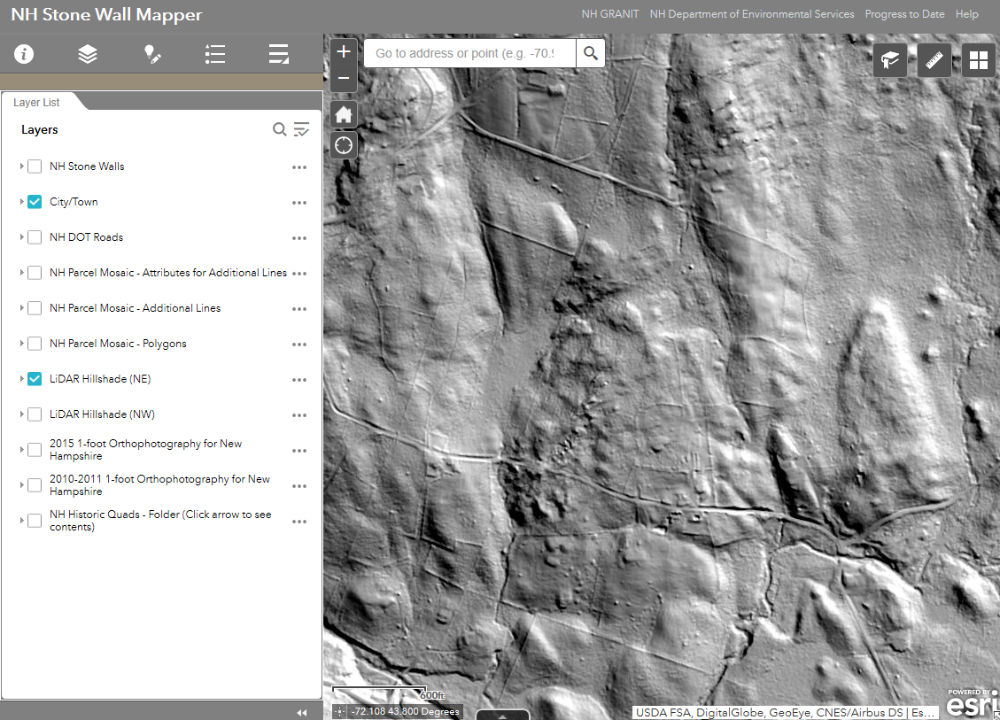 NH Stone Wall Mapper
NH GRANIT NH Department of Environmental Services Progress to Date Help
Go to address or point (e.g. -70.9
Layer List
Layers
NH Stone Walls
City/Town
NH DOT Roads
NH Parcel Mosaic - Attributes for Additional Lines
NH Parcel Mosaic - Additional Lines
NH Parcel Mosaic - Polygons
LiDAR Hillshade (NE)
LiDAR Hillshade (NW)
2015 1-foot Orthophotography for New
Hampshire
2010-2011 1-foot Orthophotography for New
Hampshire
NH Historic Quads - Folder (Click arrow to see
contents)
600ft
-72.108 43.800 Degrees
USDA FSA, DigitalGlobe, GeoEye, CNES/Airbus DS | Es...
POWERED BY
esri